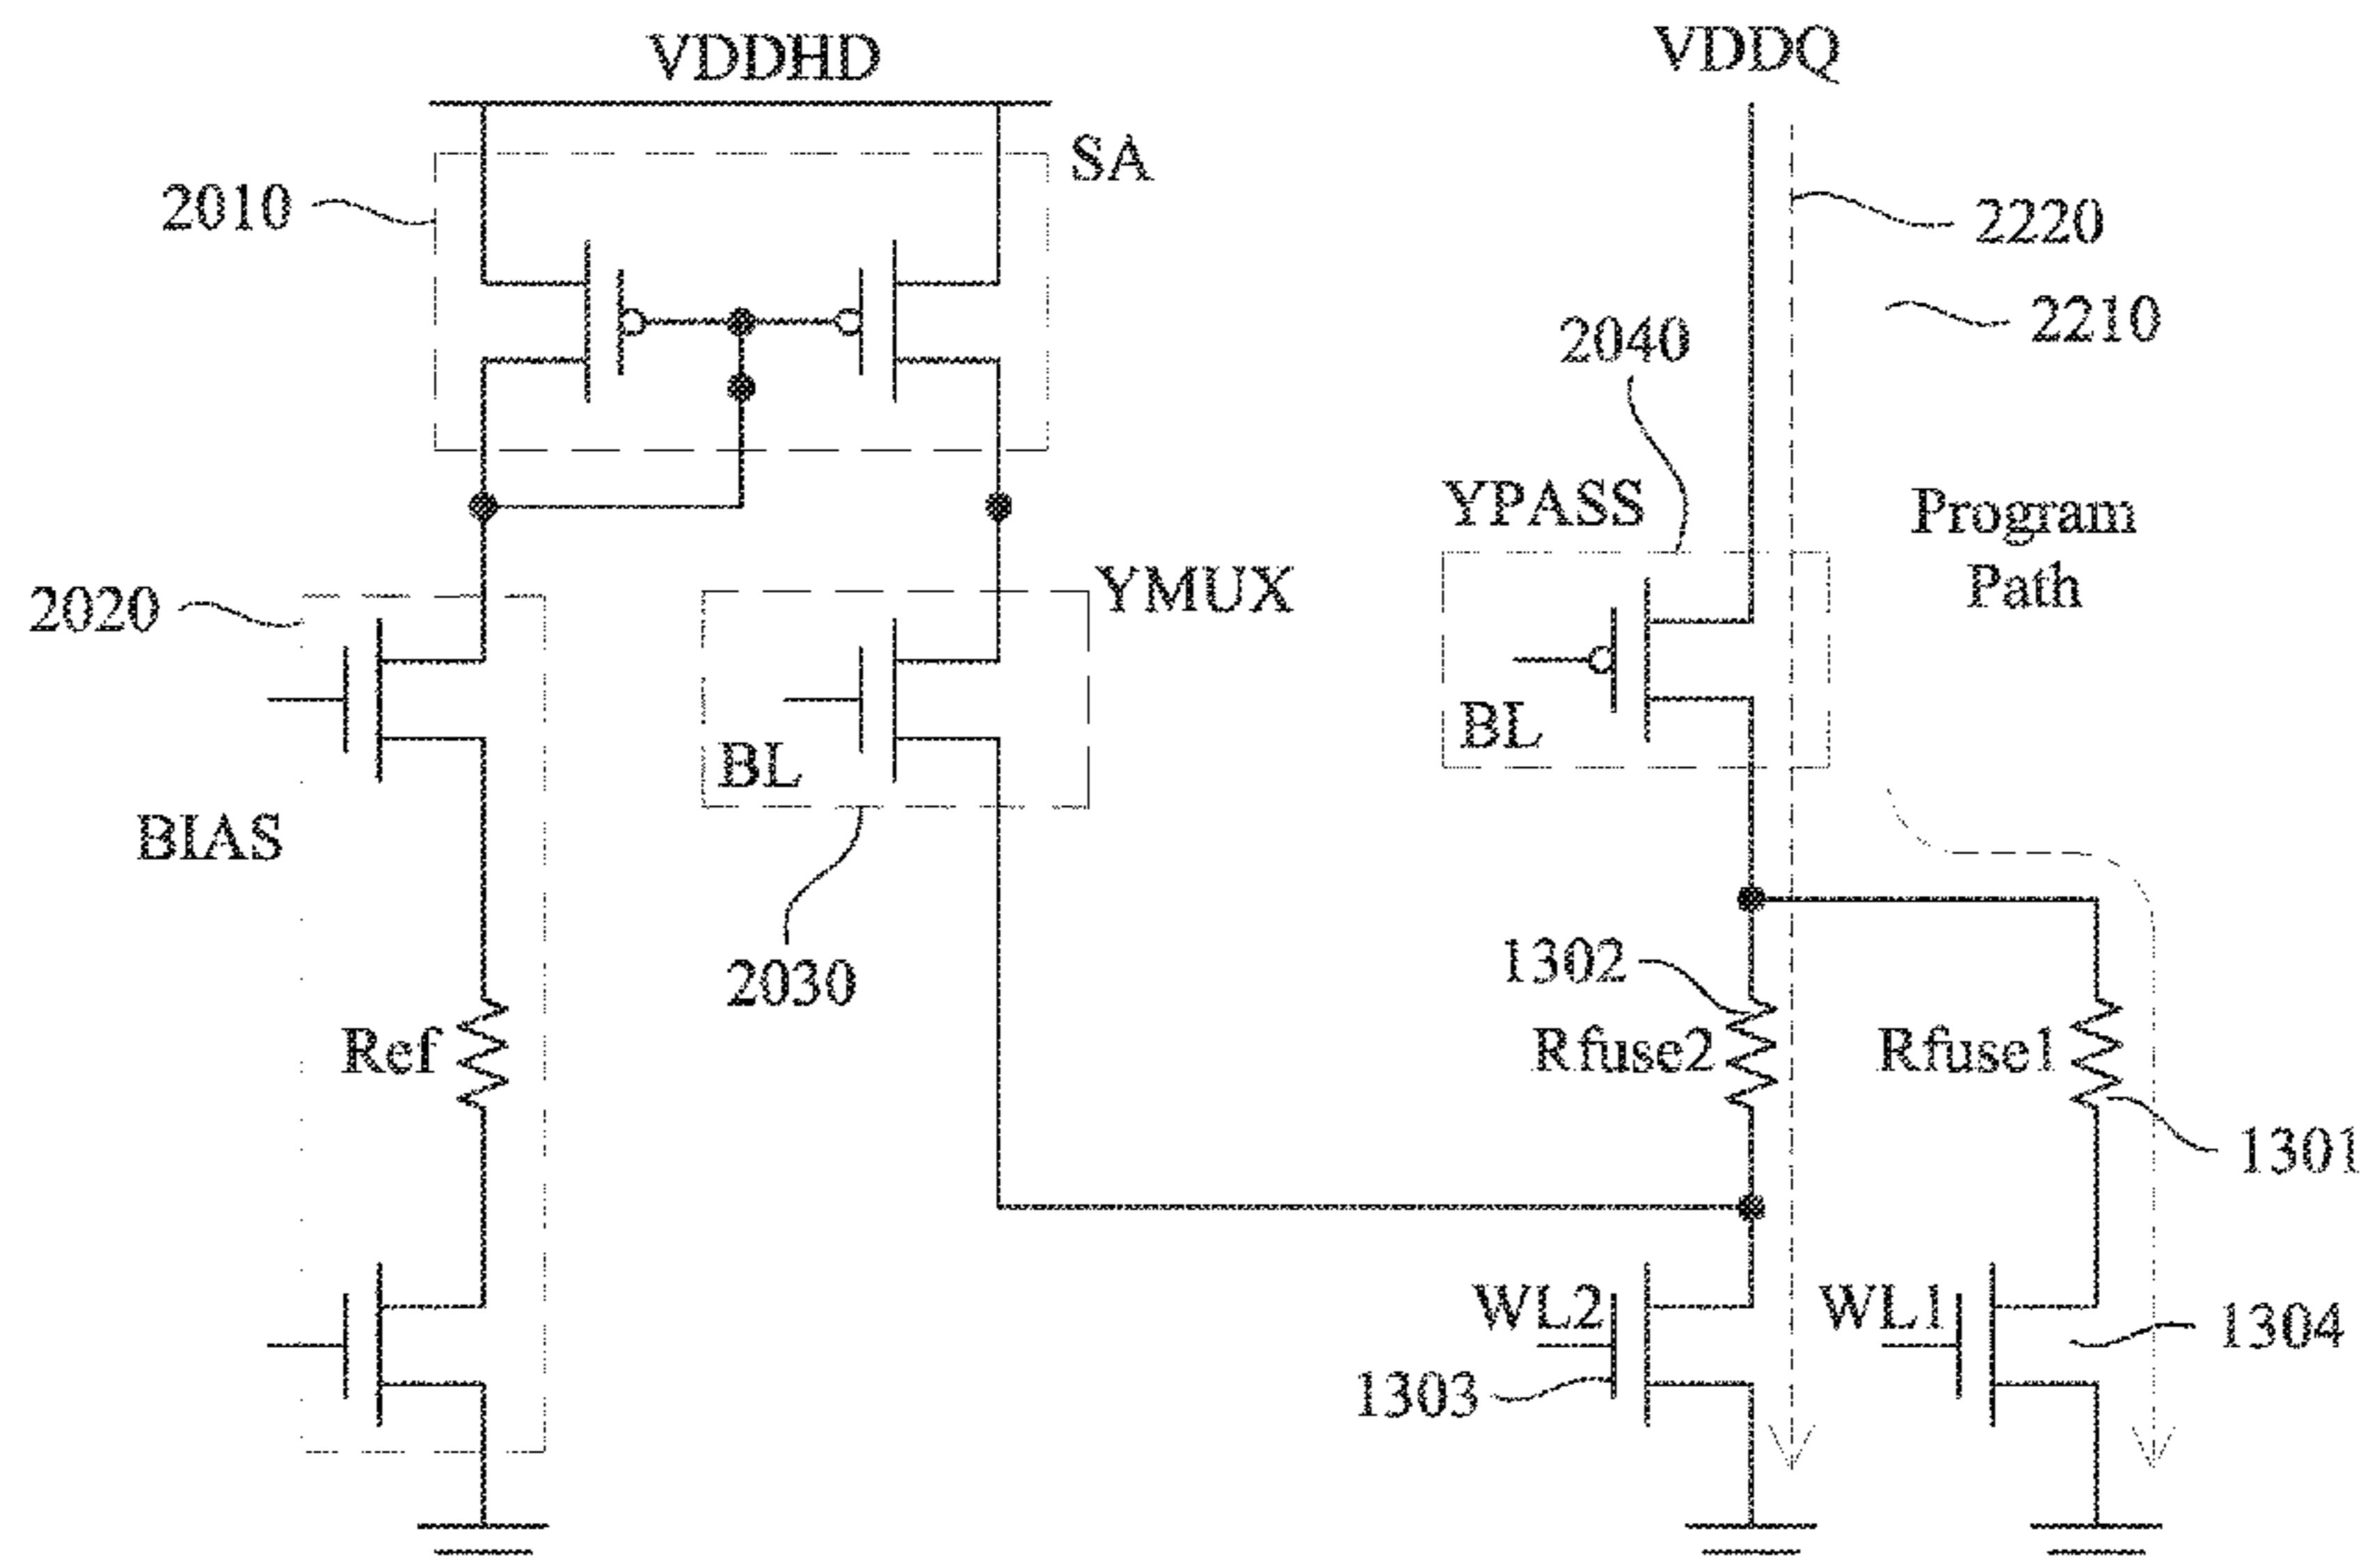 VDDHD
VDDQ
SA
2010
2220
2210
2040
YPASS
Program
Path
YMUX
2020
BL
BL
BIAS
2030
1302
Ref
Rfuse2
Rfuse1
1301
WL2
WL1
1304
1303